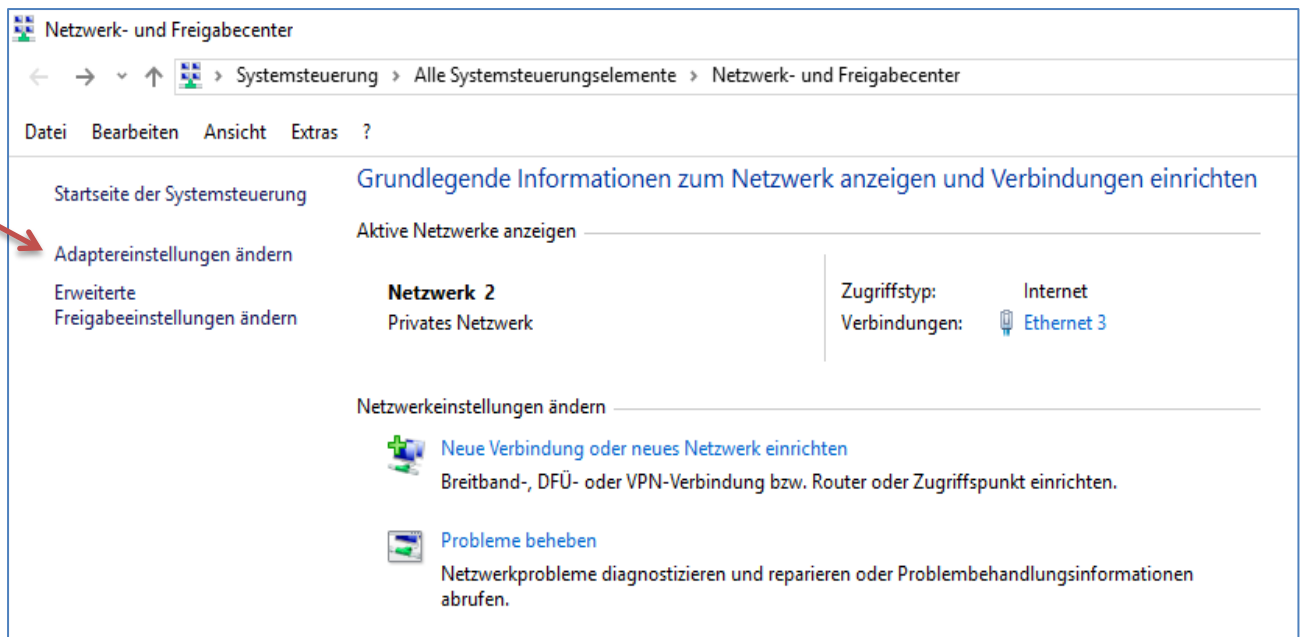 Netzwerk- und Freigabecenter
Systemsteuerung › Alle Systemsteuerungselemente › Netzwerk- und Freigabecenter
Datei Bearbeiten Ansicht Extras ?
Startseite der Systemsteuerung
Adaptereinstellungen ändern
Erweiterte
Freigabeeinstellungen ändern
Grundlegende Informationen zum Netzwerk anzeigen und Verbindungen einrichten
Aktive Netzwerke anzeigen
Netzwerk 2
Privates Netzwerk
Zugriffstyp: Internet
Verbindungen: Ethernet 3
Netzwerkeinstellungen ändern
Neue Verbindung oder neues Netzwerk einrichten
Breitband-, DFÜ- oder VPN-Verbindung bzw. Router oder Zugriffspunkt einrichten.
Probleme beheben
Netzwerkprobleme diagnostizieren und reparieren oder Problembehandlungsinformationen
abrufen.